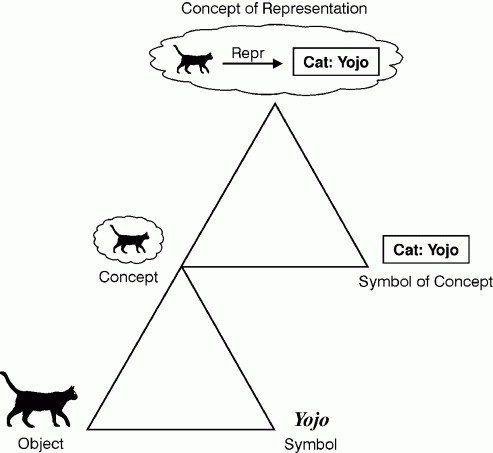 Concept of Representation
Repr
Cat: Yojo
Concept
Cat: Yojo
Symbol of Concept
Object
Yojo
Symbol